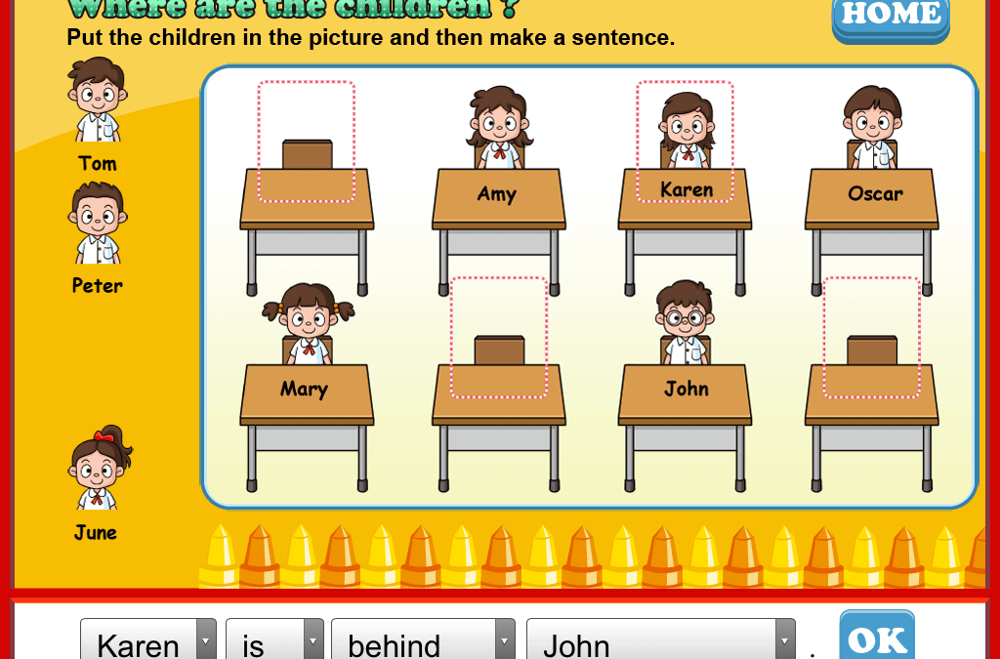 Where are the children ?
HOME
Put the children in the picture and then make a sentence.
Tom
Amy
Karen
Oscar
Peter
Mary
John
June
Karen is behind John .
OK